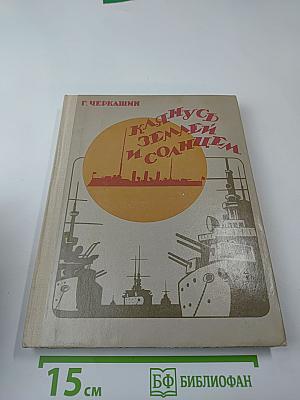 Г. ЧЕРКАШИН
КЛЯНУСЬ
ЗЕМЛЕЙ
И СОЛНЦЕМ
15 см
БФ БИБЛИОФАН